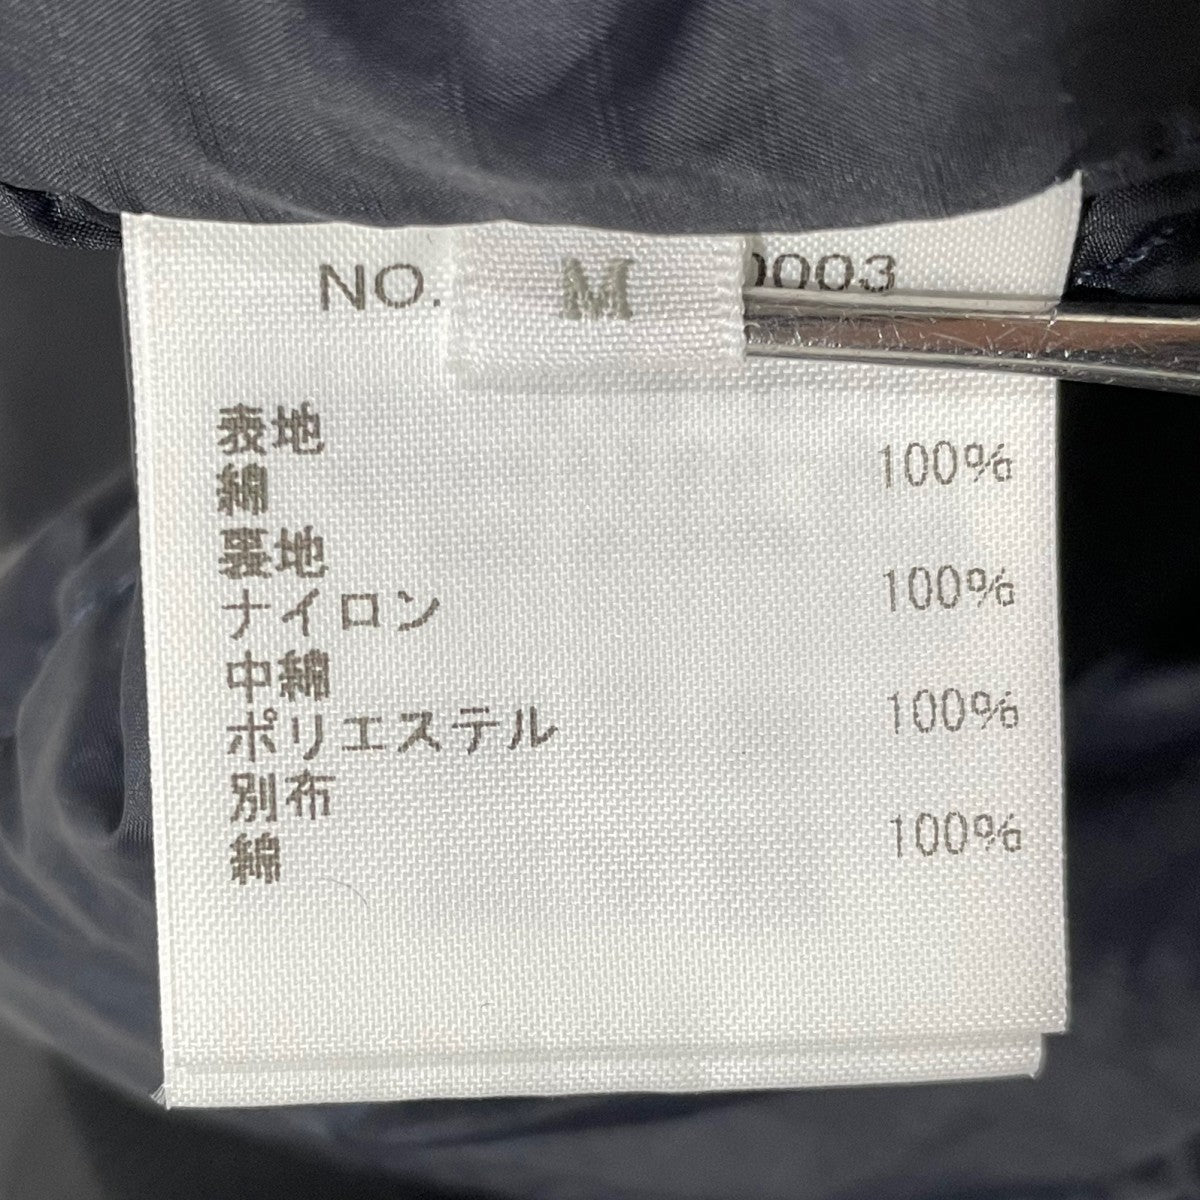 NO. 0003
M
表地
綿 100%
裏地
ナイロン 100%
中綿
ポリエステル 100%
別布
綿 100%